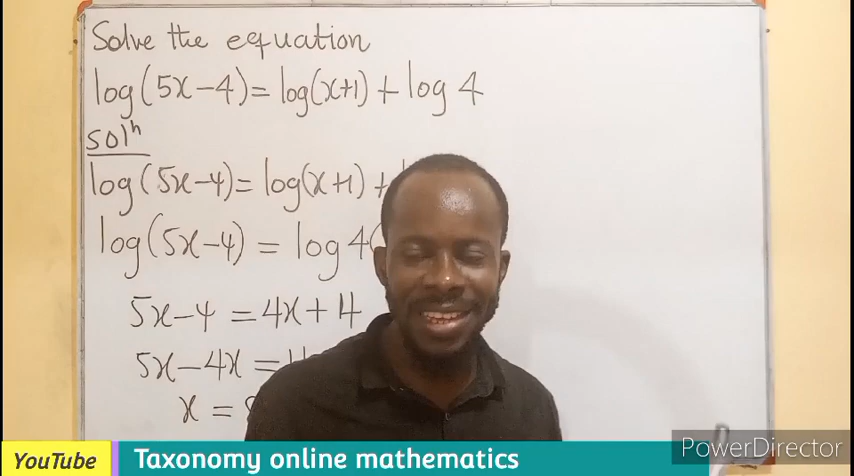 Solve the equation
log(5x-4)= log(x+1) + log 4
soln
log(5x-4)= log(x+1) +
log(5x-4) = log 4(
5x-4 = 4x+4
5x-4x =
x =
PowerDirector
YouTube Taxonomy online mathematics